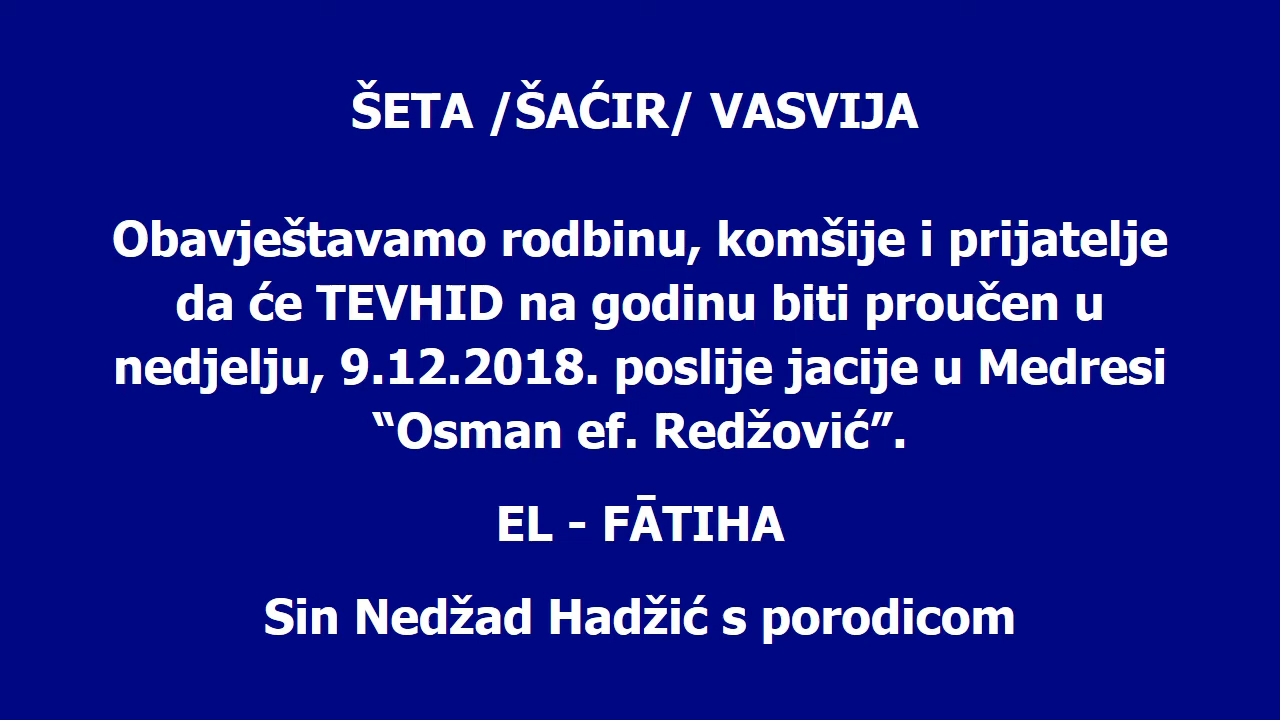 ŠETA /ŠAĆIR/ VASVIJA
Obavještavamo rodbinu, komšije i prijatelje
da će TEVHID na godinu biti proučen u
nedjelju, 9.12.2018. poslije jacije u Medresi
“Osman ef. Redžović”.
EL - FĀTIHA
Sin Nedžad Hadžić s porodicom